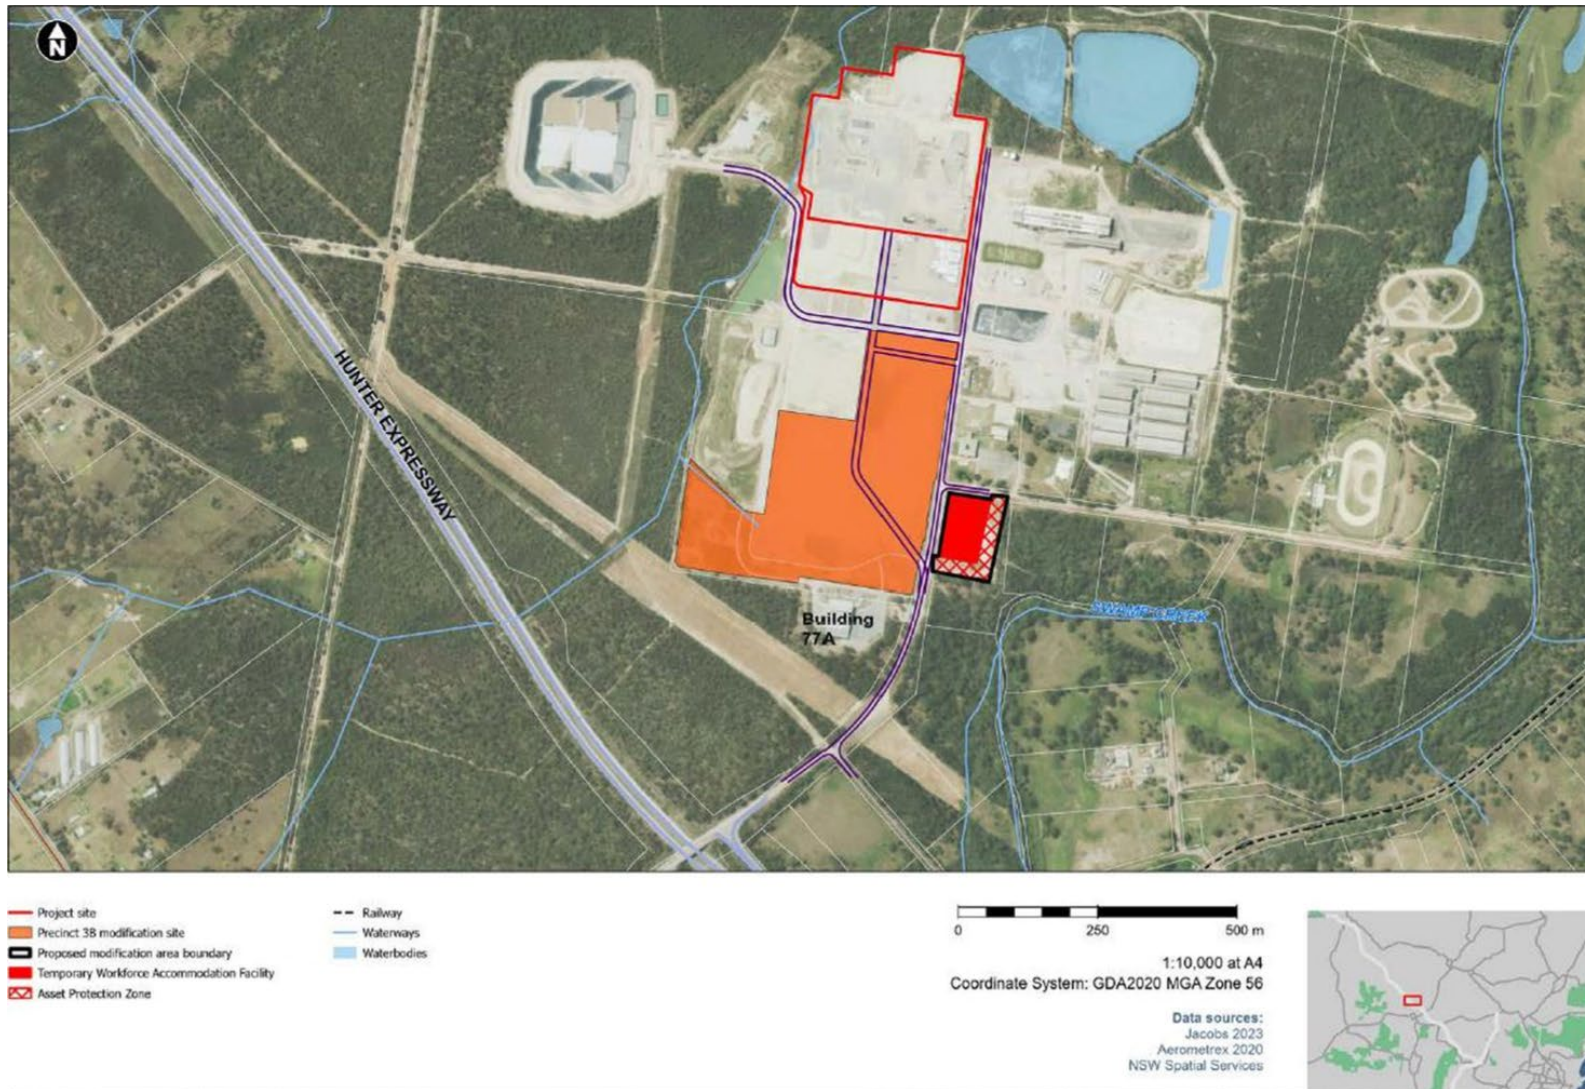 N
HUNTER EXPRESSWAY
SWAMP CREEK
Building
77A
Project site
Precinct 3B modification site
Proposed modification area boundary
Temporary Workforce Accommodation Facility
Asset Protection Zone
Railway
Waterways
Waterbodies
0 250 500 m
1:10,000 at A4
Coordinate System: GDA2020 MGA Zone 56
Data sources:
Jacobs 2023
Aerometrex 2020
NSW Spatial Services